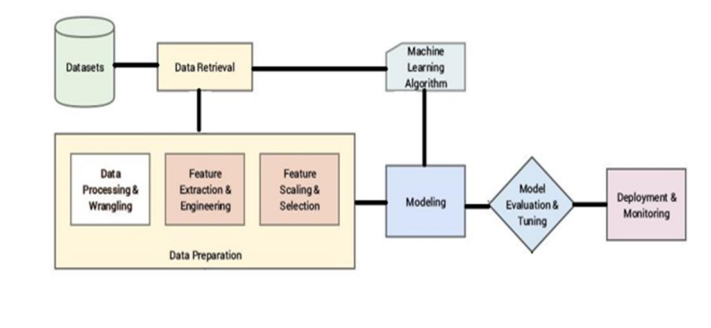 Datasets
Data Retrieval
Machine
Learning
Algorithm
Data
Processing &
Wrangling
Feature
Extraction &
Engineering
Feature
Scaling &
Selection
Data Preparation
Modeling
Model
Evaluation &
Tuning
Deployment &
Monitoring